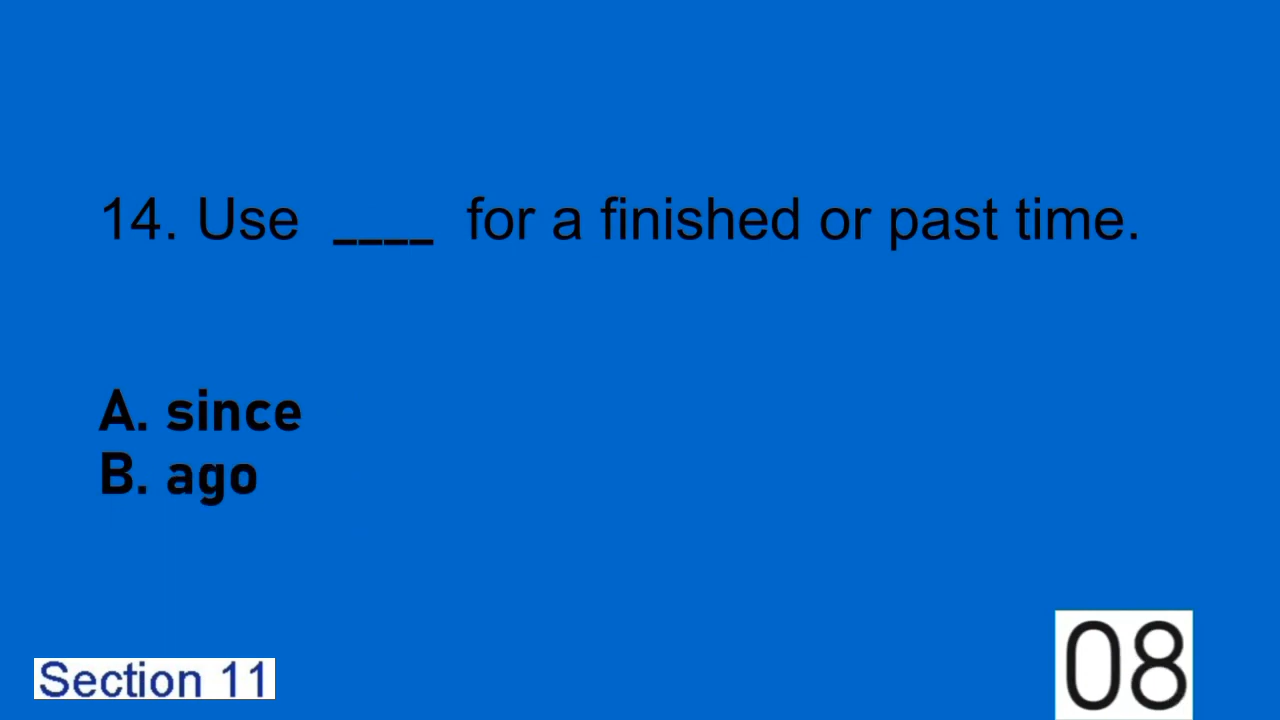 14. Use ____ for a finished or past time.
A. since
B. ago
Section 11
08